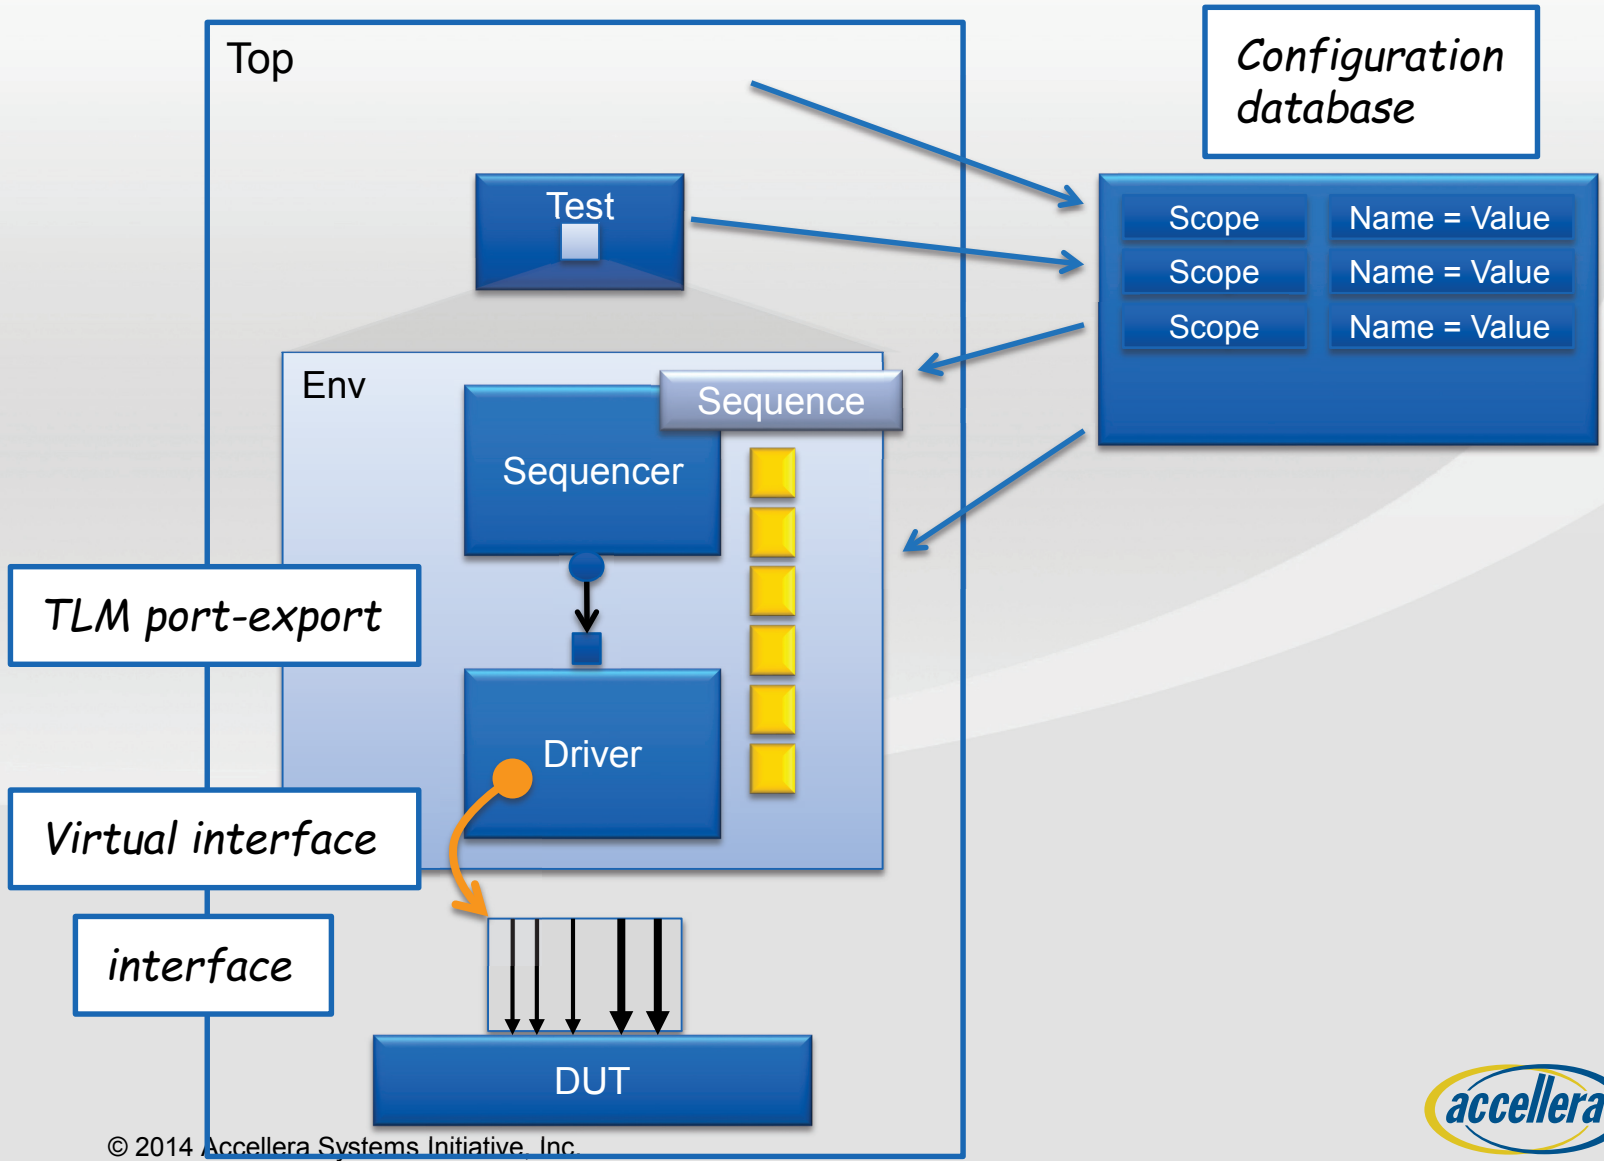 Top
Configuration
database
Test
Scope Name = Value
Scope Name = Value
Scope Name = Value
Env
Sequence
Sequencer
TLM port-export
Driver
Virtual interface
interface
DUT
© 2014 Accellera Systems Initiative, Inc.
accellera